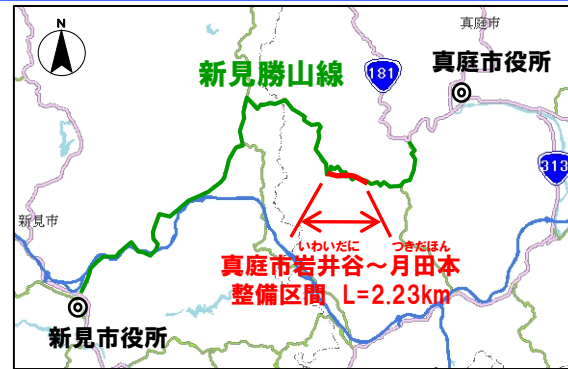 N
真庭市
新見勝山線
181
真庭市役所
313
新見市
いわいだに つきだほん
真庭市岩井谷～月田本
整備区間 L=2.23km
新見市役所